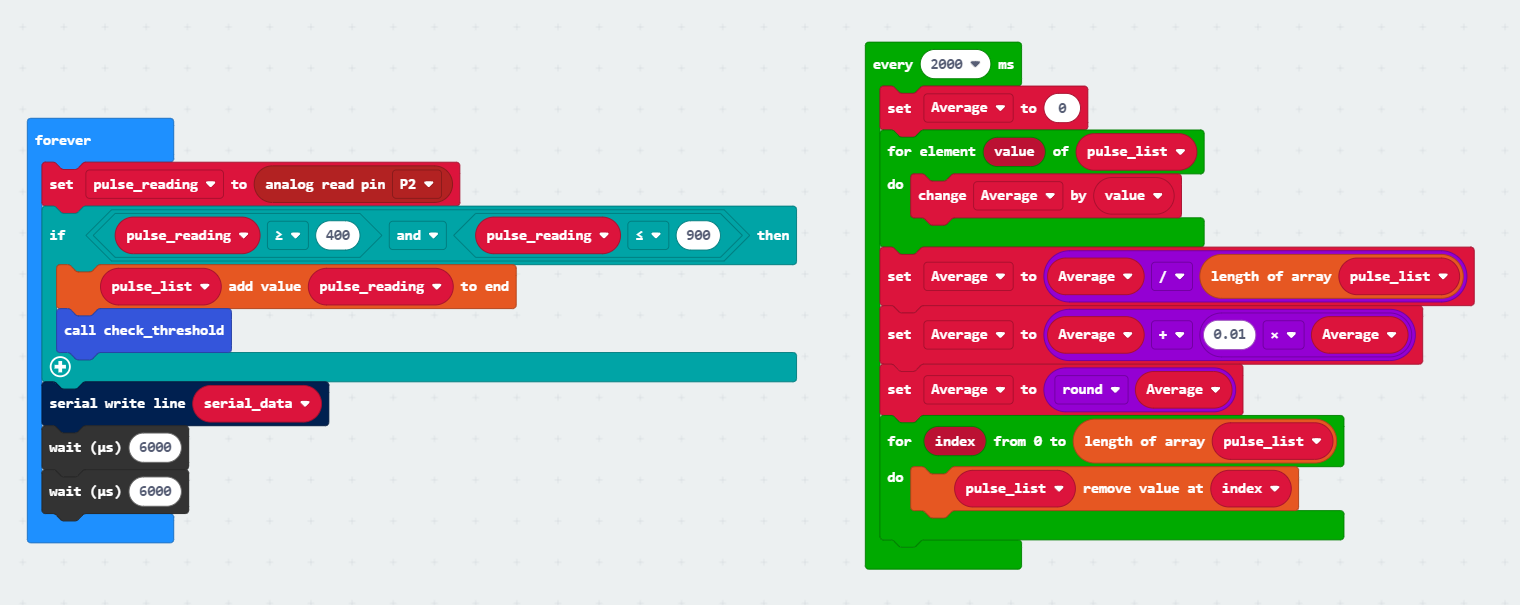 forever
set pulse_reading to analog read pin P2
if pulse_reading ≥ 400 and pulse_reading ≤ 900 then
pulse_list add value pulse_reading to end
call check_threshold
serial write line serial_data
wait (µs) 6000
wait (µs) 6000
every 2000 ms
set Average to 0
for element value of pulse_list
do change Average by value
set Average to Average / length of array pulse_list
set Average to Average + 0.01 × Average
set Average to round Average
for index from 0 to length of array pulse_list
do pulse_list remove value at index